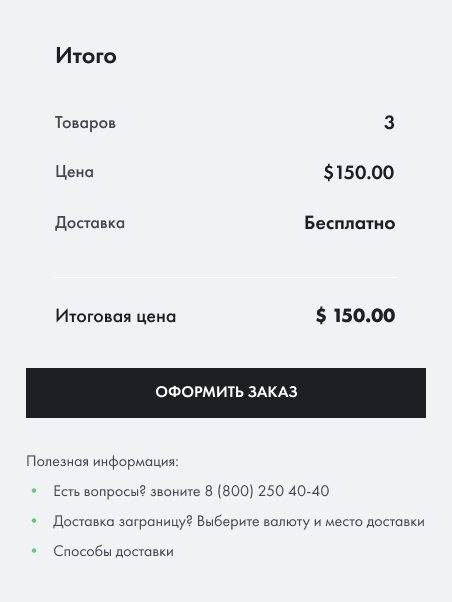 Итого
Товаров 3
Цена $150.00
Доставка Бесплатно
Итоговая цена $ 150.00
ОФОРМИТЬ ЗАКАЗ
Полезная информация:
• Есть вопросы? звоните 8 (800) 250 40-40
• Доставка заграницу? Выберите валюту и место доставки
• Способы доставки